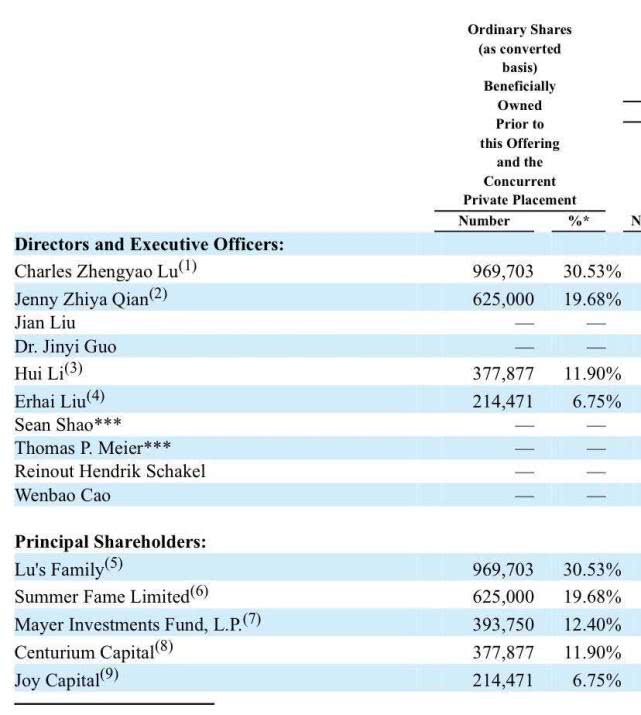 Ordinary Shares
(as converted
basis)
Beneficially
Owned
Prior to
this Offering
and the
Concurrent
Private Placement
Number %* N
Directors and Executive Officers:
Charles Zhengyao Lu(1) 969,703 30.53%
Jenny Zhiya Qian(2) 625,000 19.68%
Jian Liu — —
Dr. Jinyi Guo — —
Hui Li(3) 377,877 11.90%
Erhai Liu(4) 214,471 6.75%
Sean Shao*** — —
Thomas P. Meier*** — —
Reinout Hendrik Schakel — —
Wenbao Cao — —
Principal Shareholders:
Lu's Family(5) 969,703 30.53%
Summer Fame Limited(6) 625,000 19.68%
Mayer Investments Fund, L.P.(7) 393,750 12.40%
Centurium Capital(8) 377,877 11.90%
Joy Capital(9) 214,471 6.75%